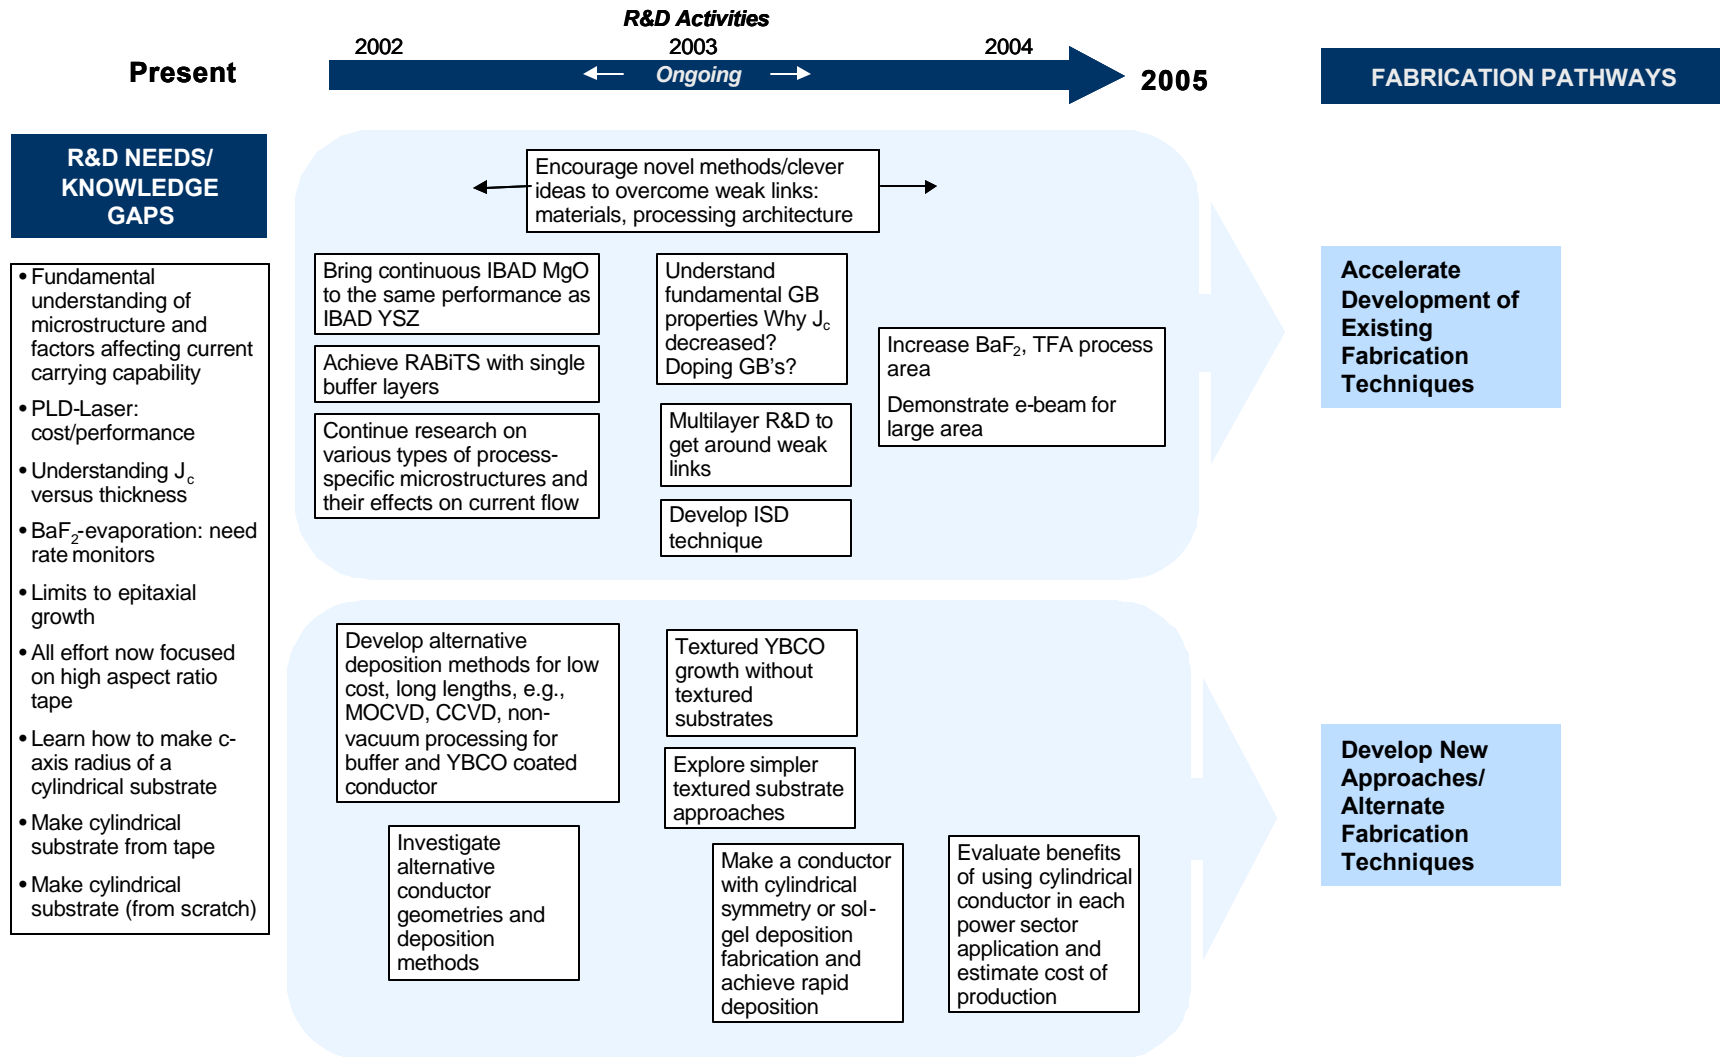 R&D Activities
2002
2003
2004
Present
Ongoing
2005
FABRICATION PATHWAYS
R&D NEEDS/
KNOWLEDGE
GAPS
• Fundamental
understanding of
microstructure and
factors affecting current
carrying capability
• PLD-Laser:
cost/performance
• Understanding Jc
versus thickness
• BaF2-evaporation: need
rate monitors
• Limits to epitaxial
growth
• All effort now focused
on high aspect ratio
tape
• Learn how to make c-
axis radius of a
cylindrical substrate
• Make cylindrical
substrate from tape
• Make cylindrical
substrate (from scratch)
Encourage novel methods/clever
ideas to overcome weak links:
materials, processing architecture
Bring continuous IBAD MgO
to the same performance as
IBAD YSZ
Achieve RABiTS with single
buffer layers
Continue research on
various types of process-
specific microstructures and
their effects on current flow
Understand
fundamental GB
properties Why Jc
decreased?
Doping GB's?
Multilayer R&D to
get around weak
links
Develop ISD
technique
Increase BaF2, TFA process
area
Demonstrate e-beam for
large area
Accelerate
Development of
Existing
Fabrication
Techniques
Develop alternative
deposition methods for low
cost, long lengths, e.g.,
MOCVD, CCVD, non-
vacuum processing for
buffer and YBCO coated
conductor
Investigate
alternative
conductor
geometries and
deposition
methods
Textured YBCO
growth without
textured
substrates
Explore simpler
textured substrate
approaches
Make a conductor
with cylindrical
symmetry or sol-
gel deposition
fabrication and
achieve rapid
deposition
Evaluate benefits
of using cylindrical
conductor in each
power sector
application and
estimate cost of
production
Develop New
Approaches/
Alternate
Fabrication
Techniques